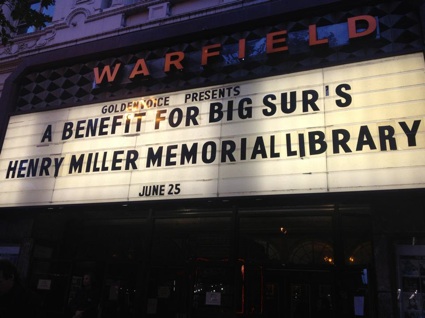 WARFIELD
GOLDENVOICE PRESENTS
A BENEFIT FOR BIG SUR'S
HENRY MILLER MEMORIAL LIBRARY
JUNE 25